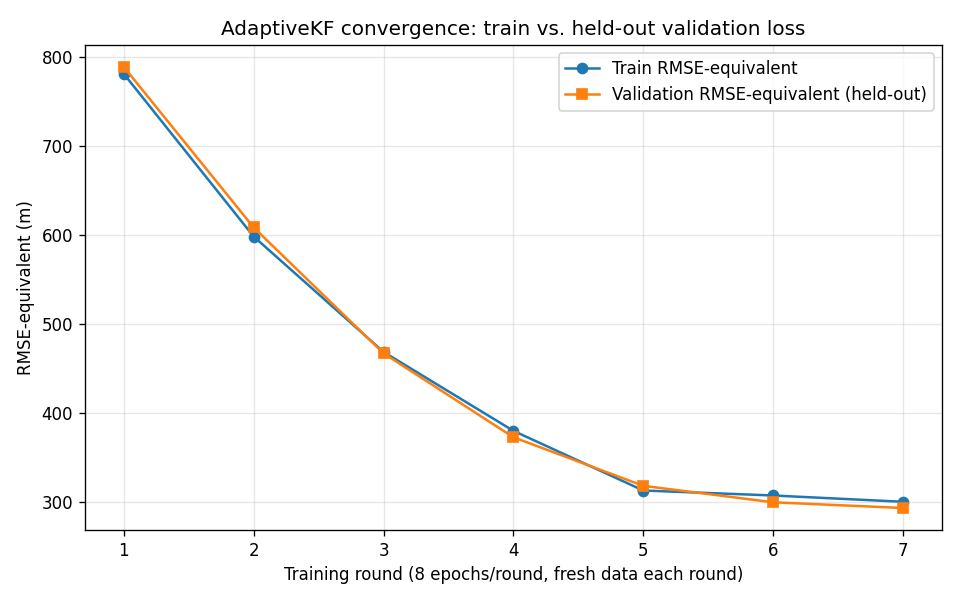 AdaptiveKF convergence: train vs. held-out validation loss
Train RMSE-equivalent
Validation RMSE-equivalent (held-out)
RMSE-equivalent (m)
800
700
600
500
400
300
1 2 3 4 5 6 7
Training round (8 epochs/round, fresh data each round)